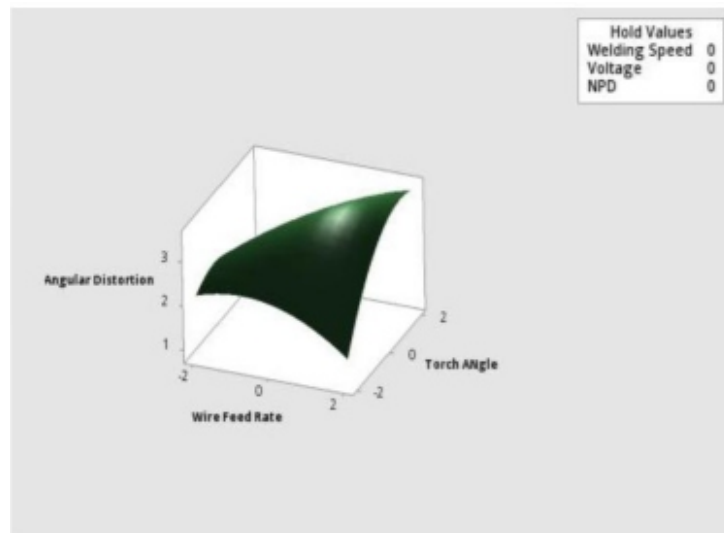 Hold Values
Welding Speed 0
Voltage 0
NPD 0
3
Angular Distortion
2
1
-2
0
2
Wire Feed Rate
-2
0
2
Torch ANgle